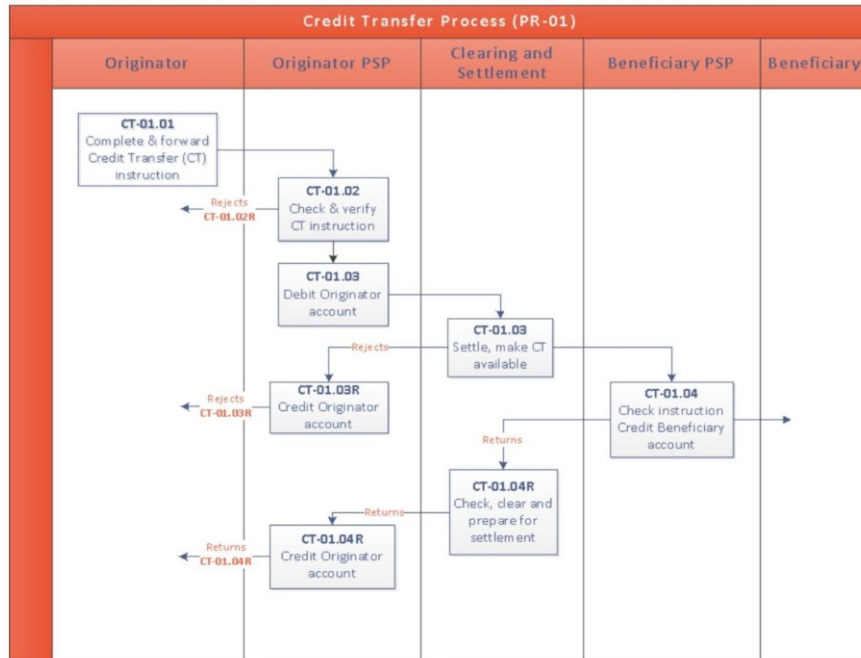 Credit Transfer Process (PR-01)
Originator
Originator PSP
Clearing and
Settlement
Beneficiary PSP
Beneficiary
CT-01.01
Complete & forward
Credit Transfer (CT)
instruction
CT-01.02
Check & verify
CT instruction
Rejects
CT-01.02R
CT-01.03
Debit Originator
account
CT-01.03
Settle, make CT
available
Rejects
CT-01.03R
Credit Originator
account
Rejects
CT-01.03R
CT-01.04
Check instruction
Credit Beneficiary
account
Returns
CT-01.04R
Check, clear and
prepare for
settlement
Returns
CT-01.04R
Credit Originator
account
Returns
CT-01.04R